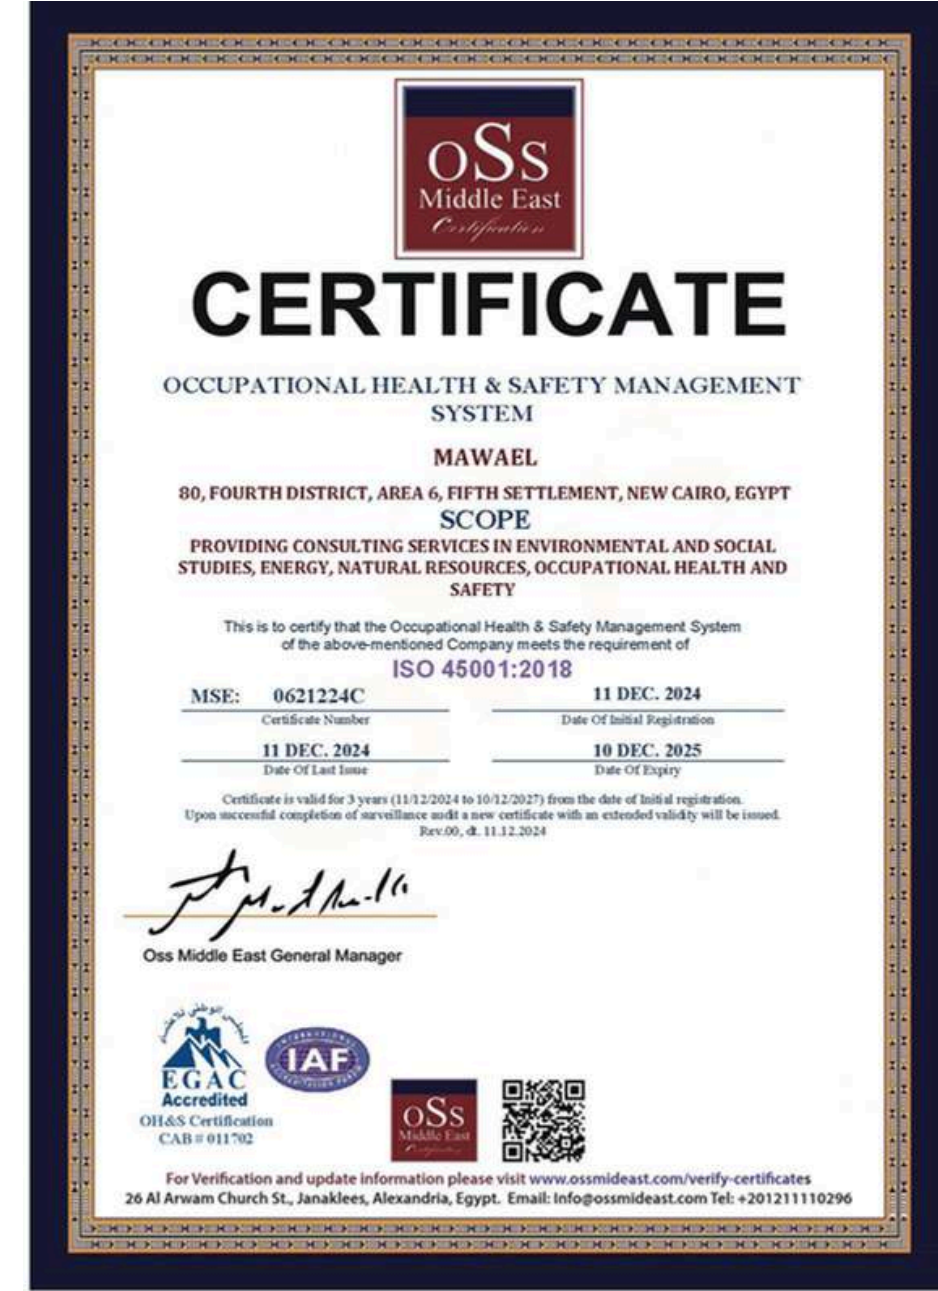 oSs
Middle East
Certification
CERTIFICATE
OCCUPATIONAL HEALTH & SAFETY MANAGEMENT
SYSTEM
MAWAEL
80, FOURTH DISTRICT, AREA 6, FIFTH SETTLEMENT, NEW CAIRO, EGYPT
SCOPE
PROVIDING CONSULTING SERVICES IN ENVIRONMENTAL AND SOCIAL
STUDIES, ENERGY, NATURAL RESOURCES, OCCUPATIONAL HEALTH AND
SAFETY
This is to certify that the Occupational Health & Safety Management System
of the above-mentioned Company meets the requirement of
ISO 45001:2018
MSE: 0621224C 11 DEC. 2024
Certificate Number Date Of Initial Registration
11 DEC. 2024 10 DEC. 2025
Date Of Last Issue Date Of Expiry
Certificate is valid for 3 years (11/12/2024 to 10/12/2027) from the date of Initial registration.
Upon successful completion of surveillance audit a new certificate with an extended validity will be issued.
Rev.00, dt. 11.12.2024
Oss Middle East General Manager
المجلس الوطني للاعتماد
EGAC
Accredited
OH&S Certification
CAB # 011702
INTERNATIONAL
IAF
ACCREDITATION FORUM
oSs
Middle East
Certification
For Verification and update information please visit www.ossmideast.com/verify-certificates
26 Al Arwam Church St., Janaklees, Alexandria, Egypt. Email: Info@ossmideast.com Tel: +201211110296